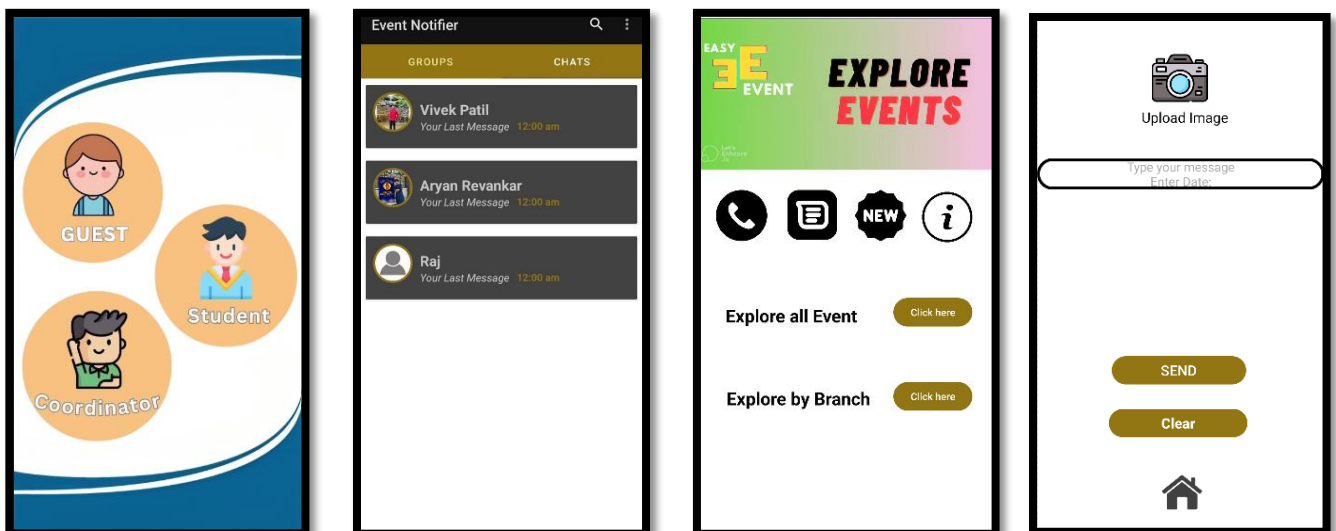 GUEST
Student
Coordinator
Event Notifier
GROUPS CHATS
Vivek Patil
Your Last Message 12:00 am
Aryan Revankar
Your Last Message 12:00 am
Raj
Your Last Message 12:00 am
EASY
EVENT
EXPLORE
EVENTS
Let's
Enhance
NEW
i
Explore all Event Click here
Explore by Branch Click here
Upload Image
Type your message
Enter Date:
SEND
Clear